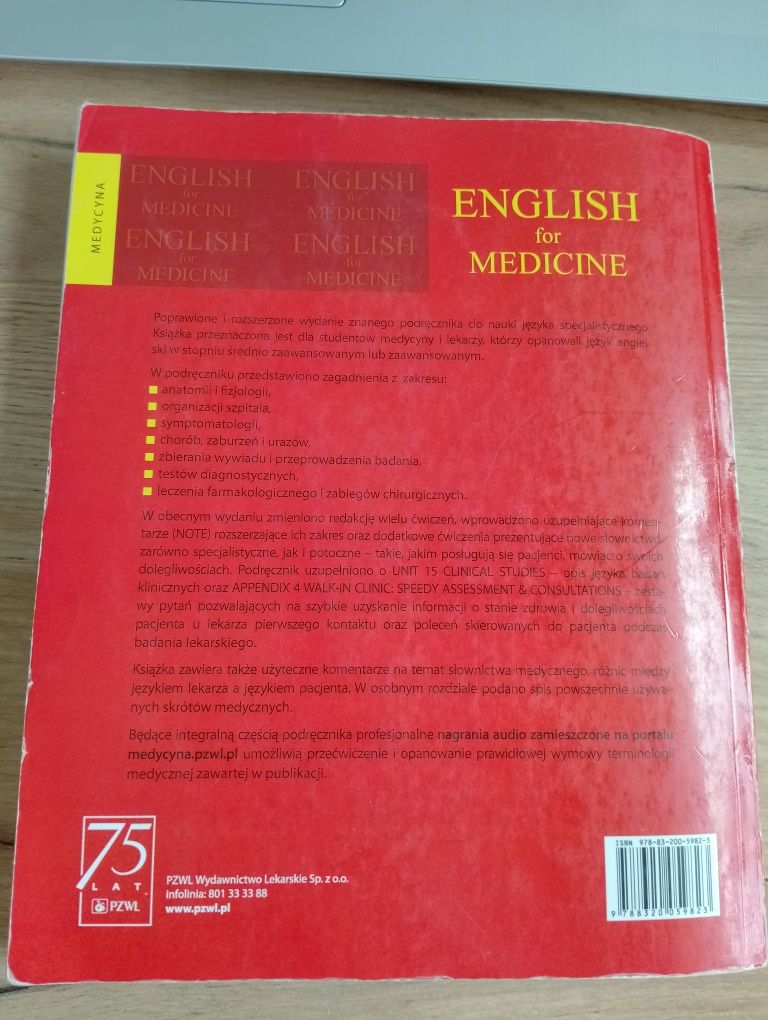 MEDYCYNA
ENGLISH
for
MEDICINE
ENGLISH
for
MEDICINE
ENGLISH
for
MEDICINE
ENGLISH
for
MEDICINE
ENGLISH
for
MEDICINE
Poprawione i rozszerzone wydanie znanego podręcznika do nauki języka specjalistycznego.
Książka przeznaczona jest dla studentów medycyny i lekarzy, którzy opanowali język angiel-
ski w stopniu średnio zaawansowanym lub zaawansowanym.
W podręczniku przedstawiono zagadnienia z zakresu:
anatomii i fizjologii,
organizacji szpitala,
symptomatologii,
chorób, zaburzeń i urazów,
zbierania wywiadu i przeprowadzenia badania,
testów diagnostycznych,
leczenia farmakologicznego i zabiegów chirurgicznych.
W obecnym wydaniu zmieniono redakcję wielu ćwiczeń, wprowadzono uzupełniające komen-
tarze (NOTE) rozszerzające ich zakres oraz dodatkowe ćwiczenia prezentujące nowe słownictwo,
zarówno specjalistyczne, jak i potoczne – takie, jakim posługują się pacjenci, mówiąc o swoich
dolegliwościach. Podręcznik uzupełniono o UNIT 15 CLINICAL STUDIES – opis języka badań
klinicznych oraz APPENDIX 4 WALK-IN CLINIC: SPEEDY ASSESSMENT & CONSULTATIONS – zesta-
wy pytań pozwalających na szybkie uzyskanie informacji o stanie zdrowia i dolegliwościach
pacjenta u lekarza pierwszego kontaktu oraz poleceń skierowanych do pacjenta podczas
badania lekarskiego.
Książka zawiera także użyteczne komentarze na temat słownictwa medycznego, różnic między
językiem lekarza a językiem pacjenta. W osobnym rozdziale podano spis powszechnie używa-
nych skrótów medycznych.
Będące integralną częścią podręcznika profesjonalne nagrania audio zamieszczone na portalu
medycyna.pzwl.pl umożliwią przećwiczenie i opanowanie prawidłowej wymowy terminologii
medycznej zawartej w publikacji.
75
LAT
PZWL
PZWL Wydawnictwo Lekarskie Sp. z o.o.
infolinia: 801 33 33 88
www.pzwl.pl
ISBN 978-83-200-5982-3
9 788320 059823